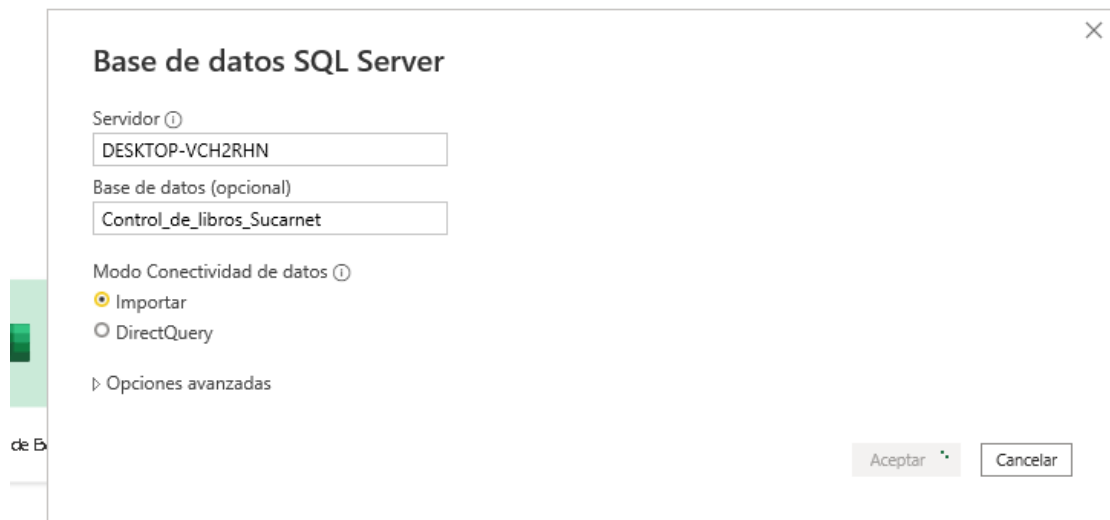 Base de datos SQL Server
Servidor
DESKTOP-VCH2RHN
Base de datos (opcional)
Control_de_libros_Sucarnet
Modo Conectividad de datos
Importar
DirectQuery
Opciones avanzadas
de
Aceptar
Cancelar